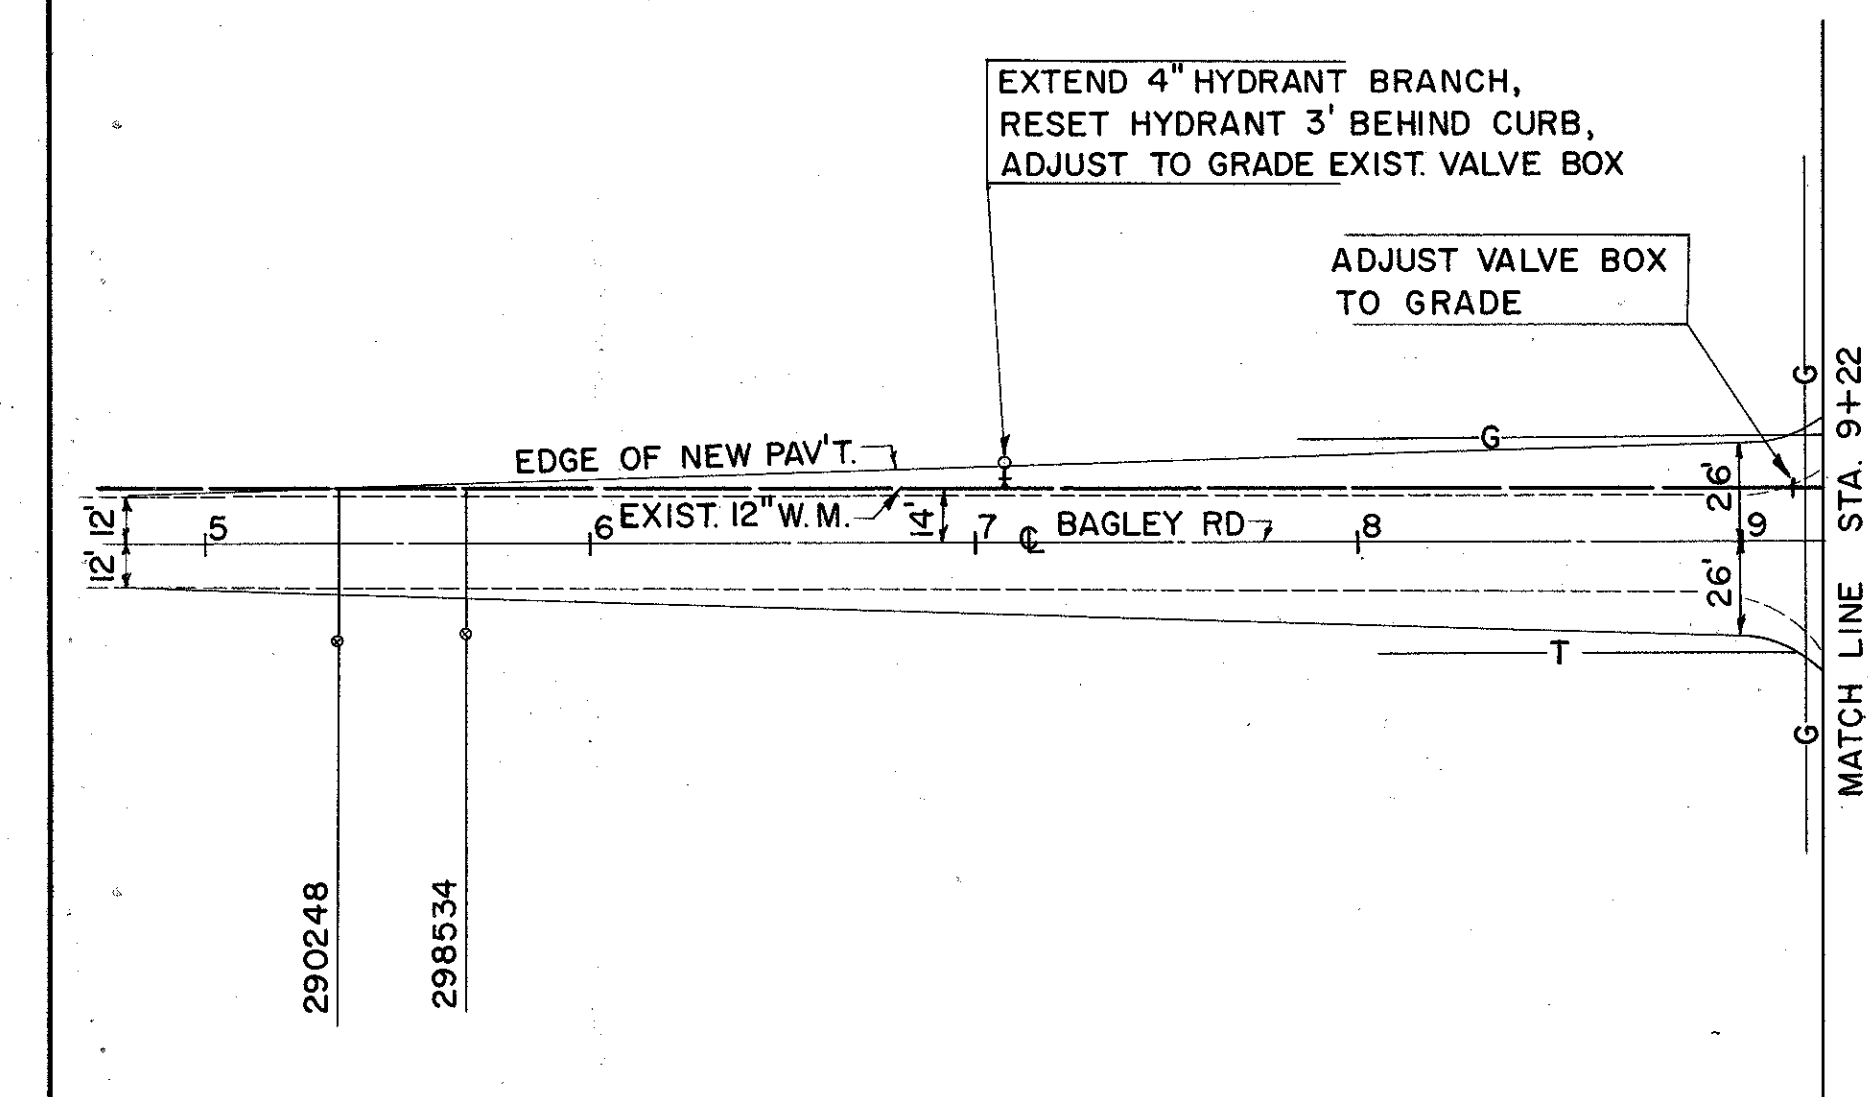 EXTEND 4" HYDRANT BRANCH,
RESET HYDRANT 3' BEHIND CURB,
ADJUST TO GRADE EXIST. VALVE BOX
ADJUST VALVE BOX
TO GRADE
G
MATCH LINE STA. 9+22
EDGE OF NEW PAV'T.
G
26'
EXIST. 12" W.M.
14'
12'
5
6
7
℄ BAGLEY RD
8
9
12'
26'
T
G
290248
298534